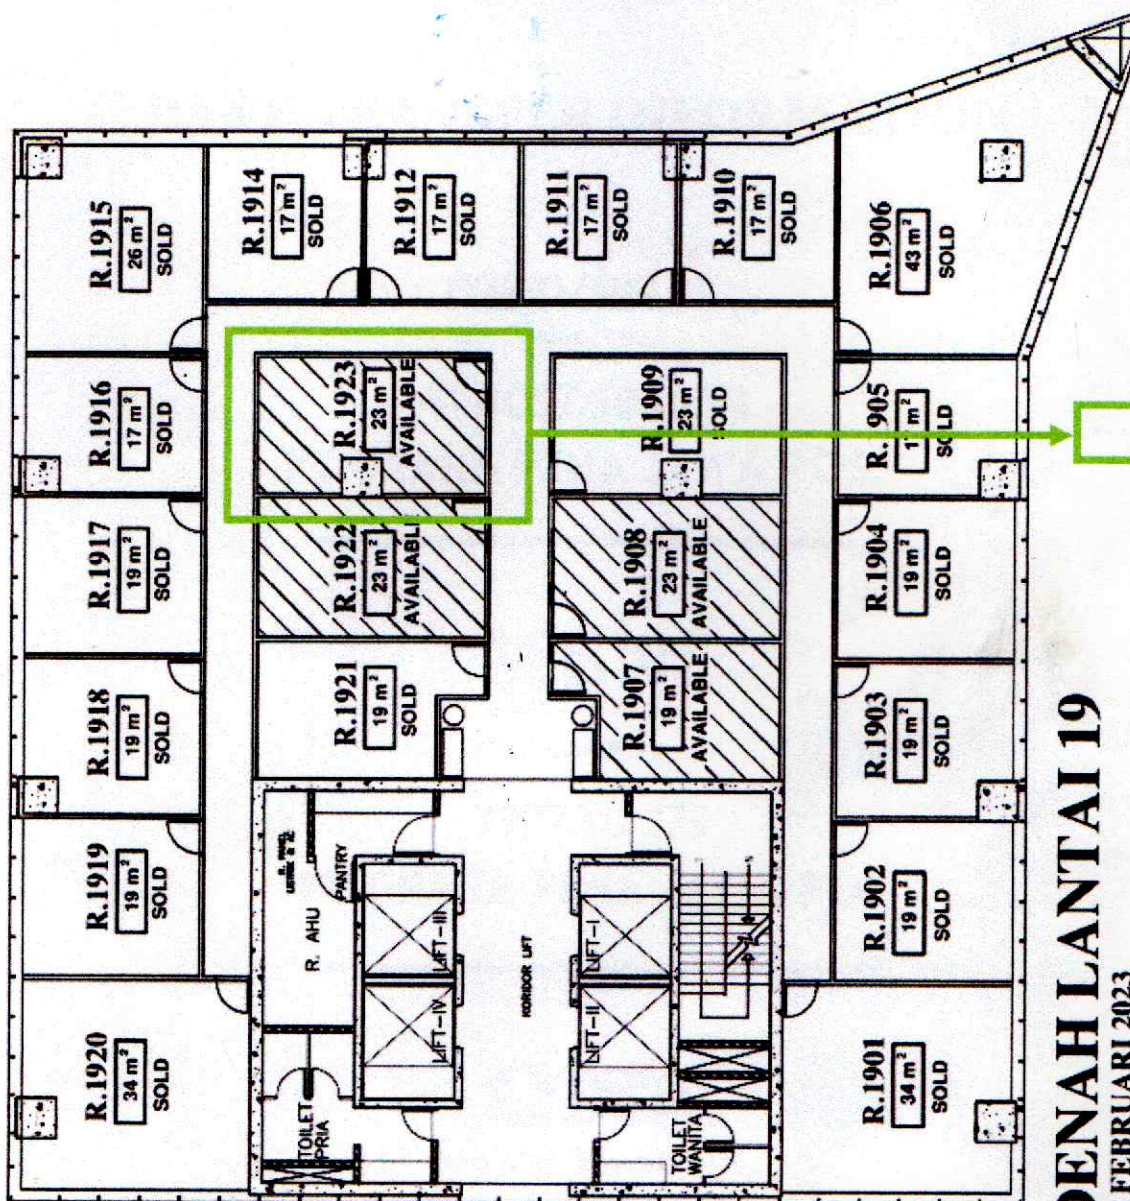 R.1915
26 m²
SOLD
R.1914
17 m²
SOLD
R.1912
17 m²
SOLD
R.1911
17 m²
SOLD
R.1910
17 m²
SOLD
R.1906
43 m²
SOLD
R.1916
17 m²
SOLD
R.1923
23 m²
AVAILABLE
R.1909
23 m²
SOLD
905
SOLD
R.1917
19 m²
SOLD
R.1922
23 m²
AVAILABLE
R.1908
23 m²
AVAILABLE
R.1904
19 m²
SOLD
R.1918
19 m²
SOLD
R.1921
19 m²
SOLD
R.1907
19 m²
AVAILABLE
R.1903
19 m²
SOLD
R.1919
19 m²
SOLD
R. AHU
PANTRY
LIFT-III
LIFT-IV
KORIDOR LIFT
LIFT-I
LIFT-II
R.1902
19 m²
SOLD
R.1920
34 m²
SOLD
TOILET
PRIA
TOILET
WANITA
R.1901
34 m²
SOLD
DENAH LANTAI 19
FEBRUARI 2023